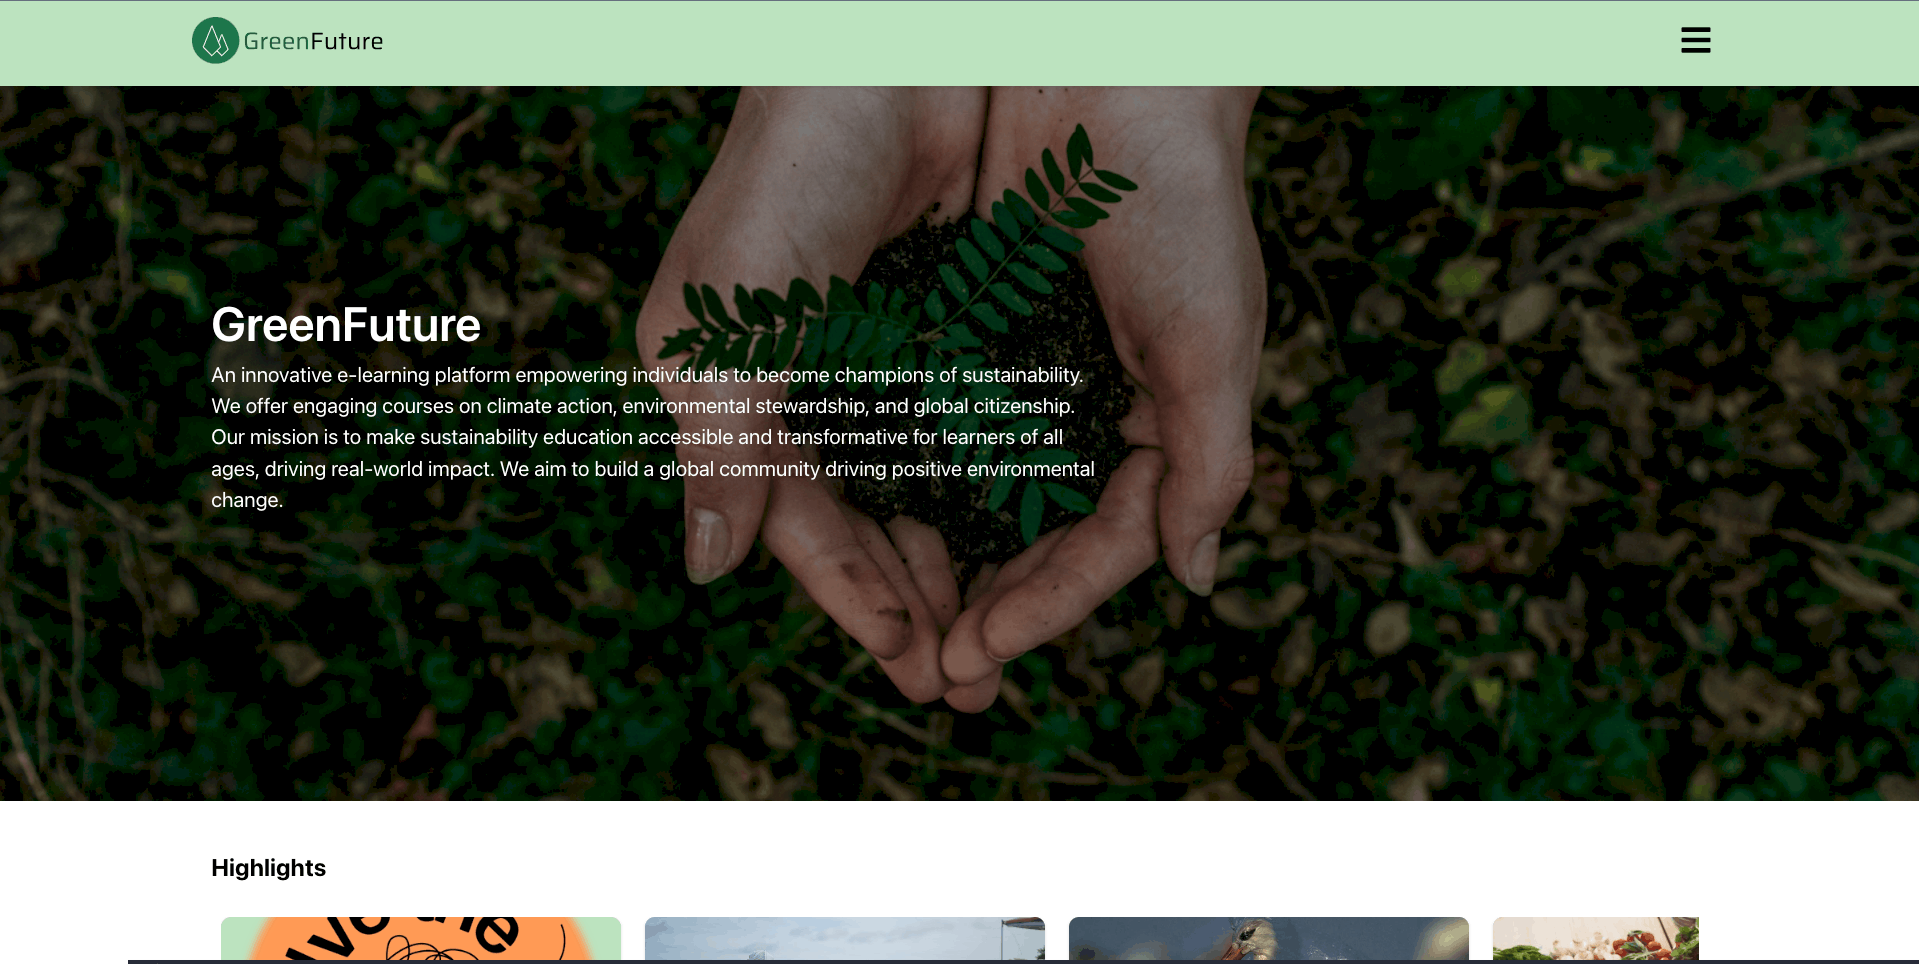 GreenFuture
GreenFuture
An innovative e-learning platform empowering individuals to become champions of sustainability.
We offer engaging courses on climate action, environmental stewardship, and global citizenship.
Our mission is to make sustainability education accessible and transformative for learners of all
ages, driving real-world impact. We aim to build a global community driving positive environmental
change.
Highlights